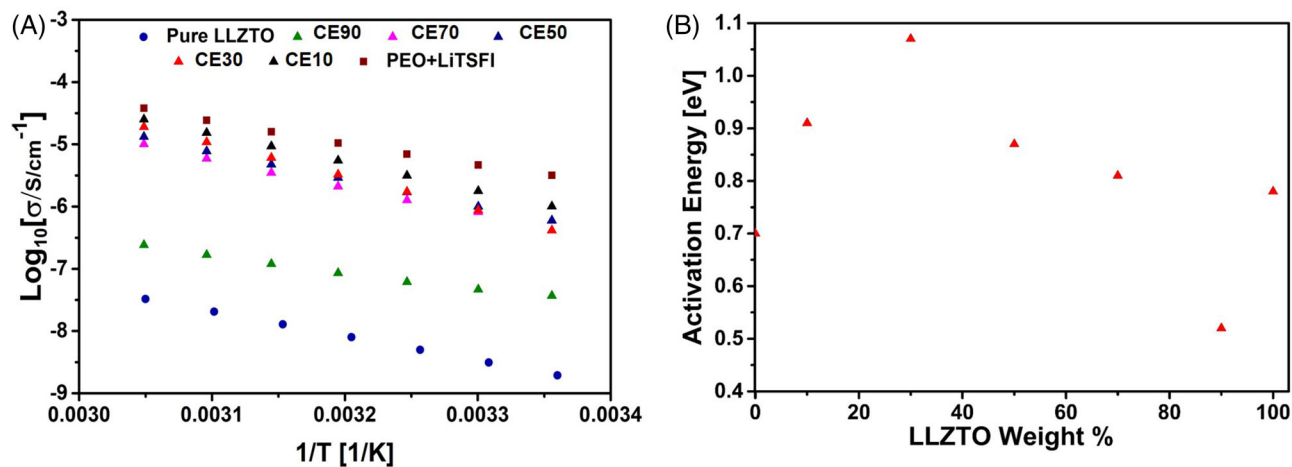 (A)
Pure LLZTO CE90 CE70 CE50
CE30 CE10 PEO+LiTSFI
-3
-4
-5
-6
-7
-8
-9
Log10[σ/s/cm-1]
0.0030 0.0031 0.0032 0.0033 0.0034
1/T [1/K]
(B)
1.1
1.0
0.9
0.8
0.7
0.6
0.5
0.4
Activation Energy [eV]
0 20 40 60 80 100
LLZTO Weight %